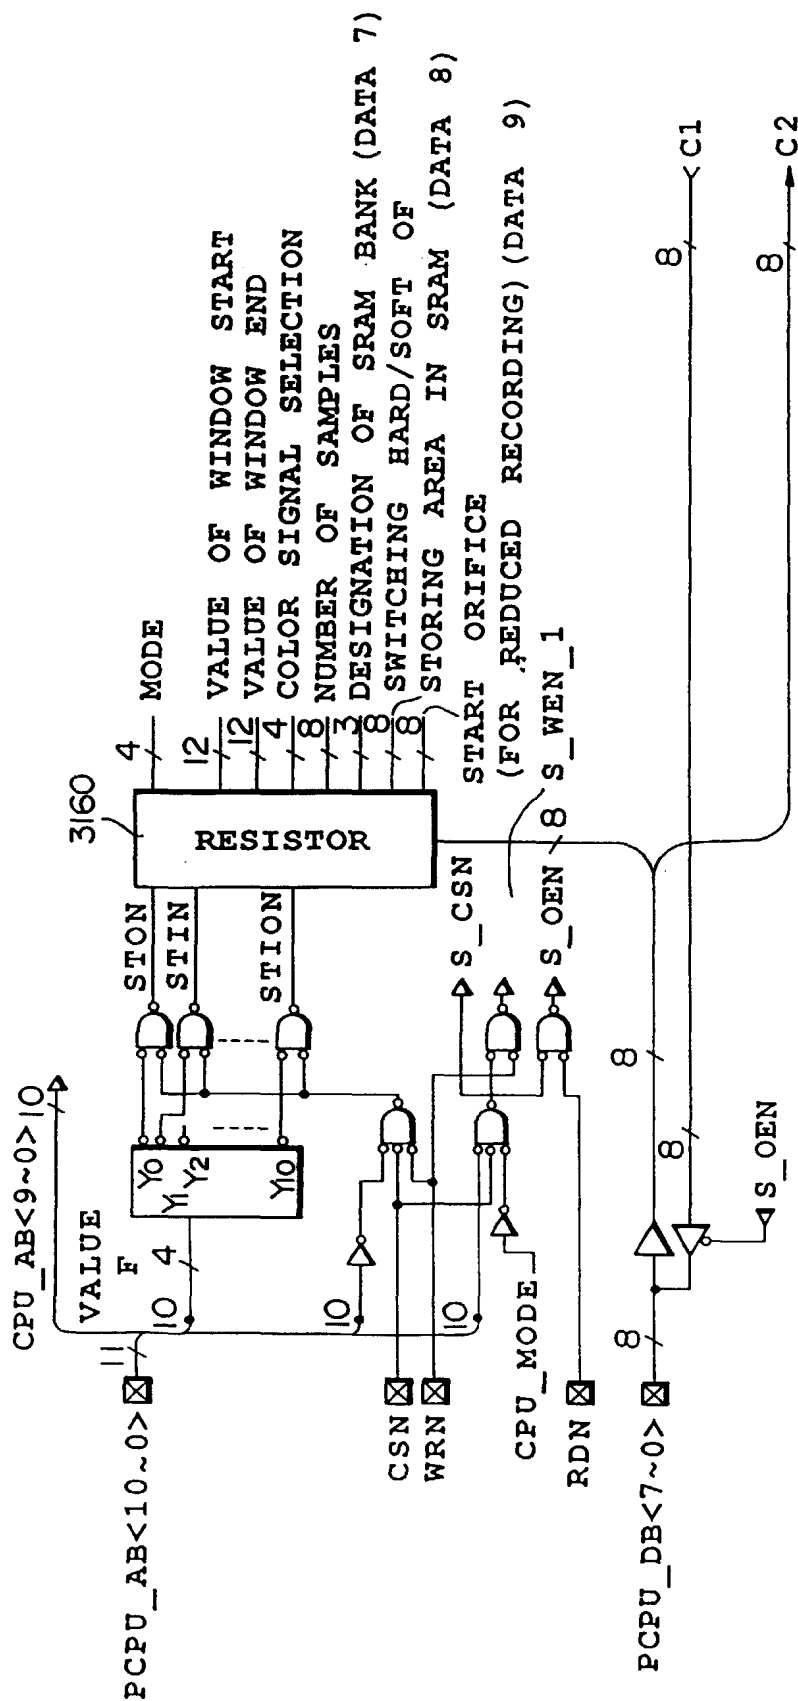 CPU_AB<9~0>
10
PCPU_AB<10~0>
11
VALUE
F
4
10
10
10
Y0
Y1
Y2
Y10
STON
STIN
STION
3160
RESISTOR
4
MODE
12
VALUE OF WINDOW START
12
VALUE OF WINDOW END
4
COLOR SIGNAL SELECTION
8
NUMBER OF SAMPLES
3
DESIGNATION OF SRAM BANK (DATA 7)
8
SWITCHING HARD/SOFT OF
STORING AREA IN SRAM (DATA 8)
8
START ORIFICE
(FOR REDUCED RECORDING) (DATA 9)
CSN
WRN
CPU_MODE
RDN
S_CSN
S_WEN_1
S_OEN
8
PCPU_DB<7~0>
8
8
8
S_OEN
8
C1
8
C2